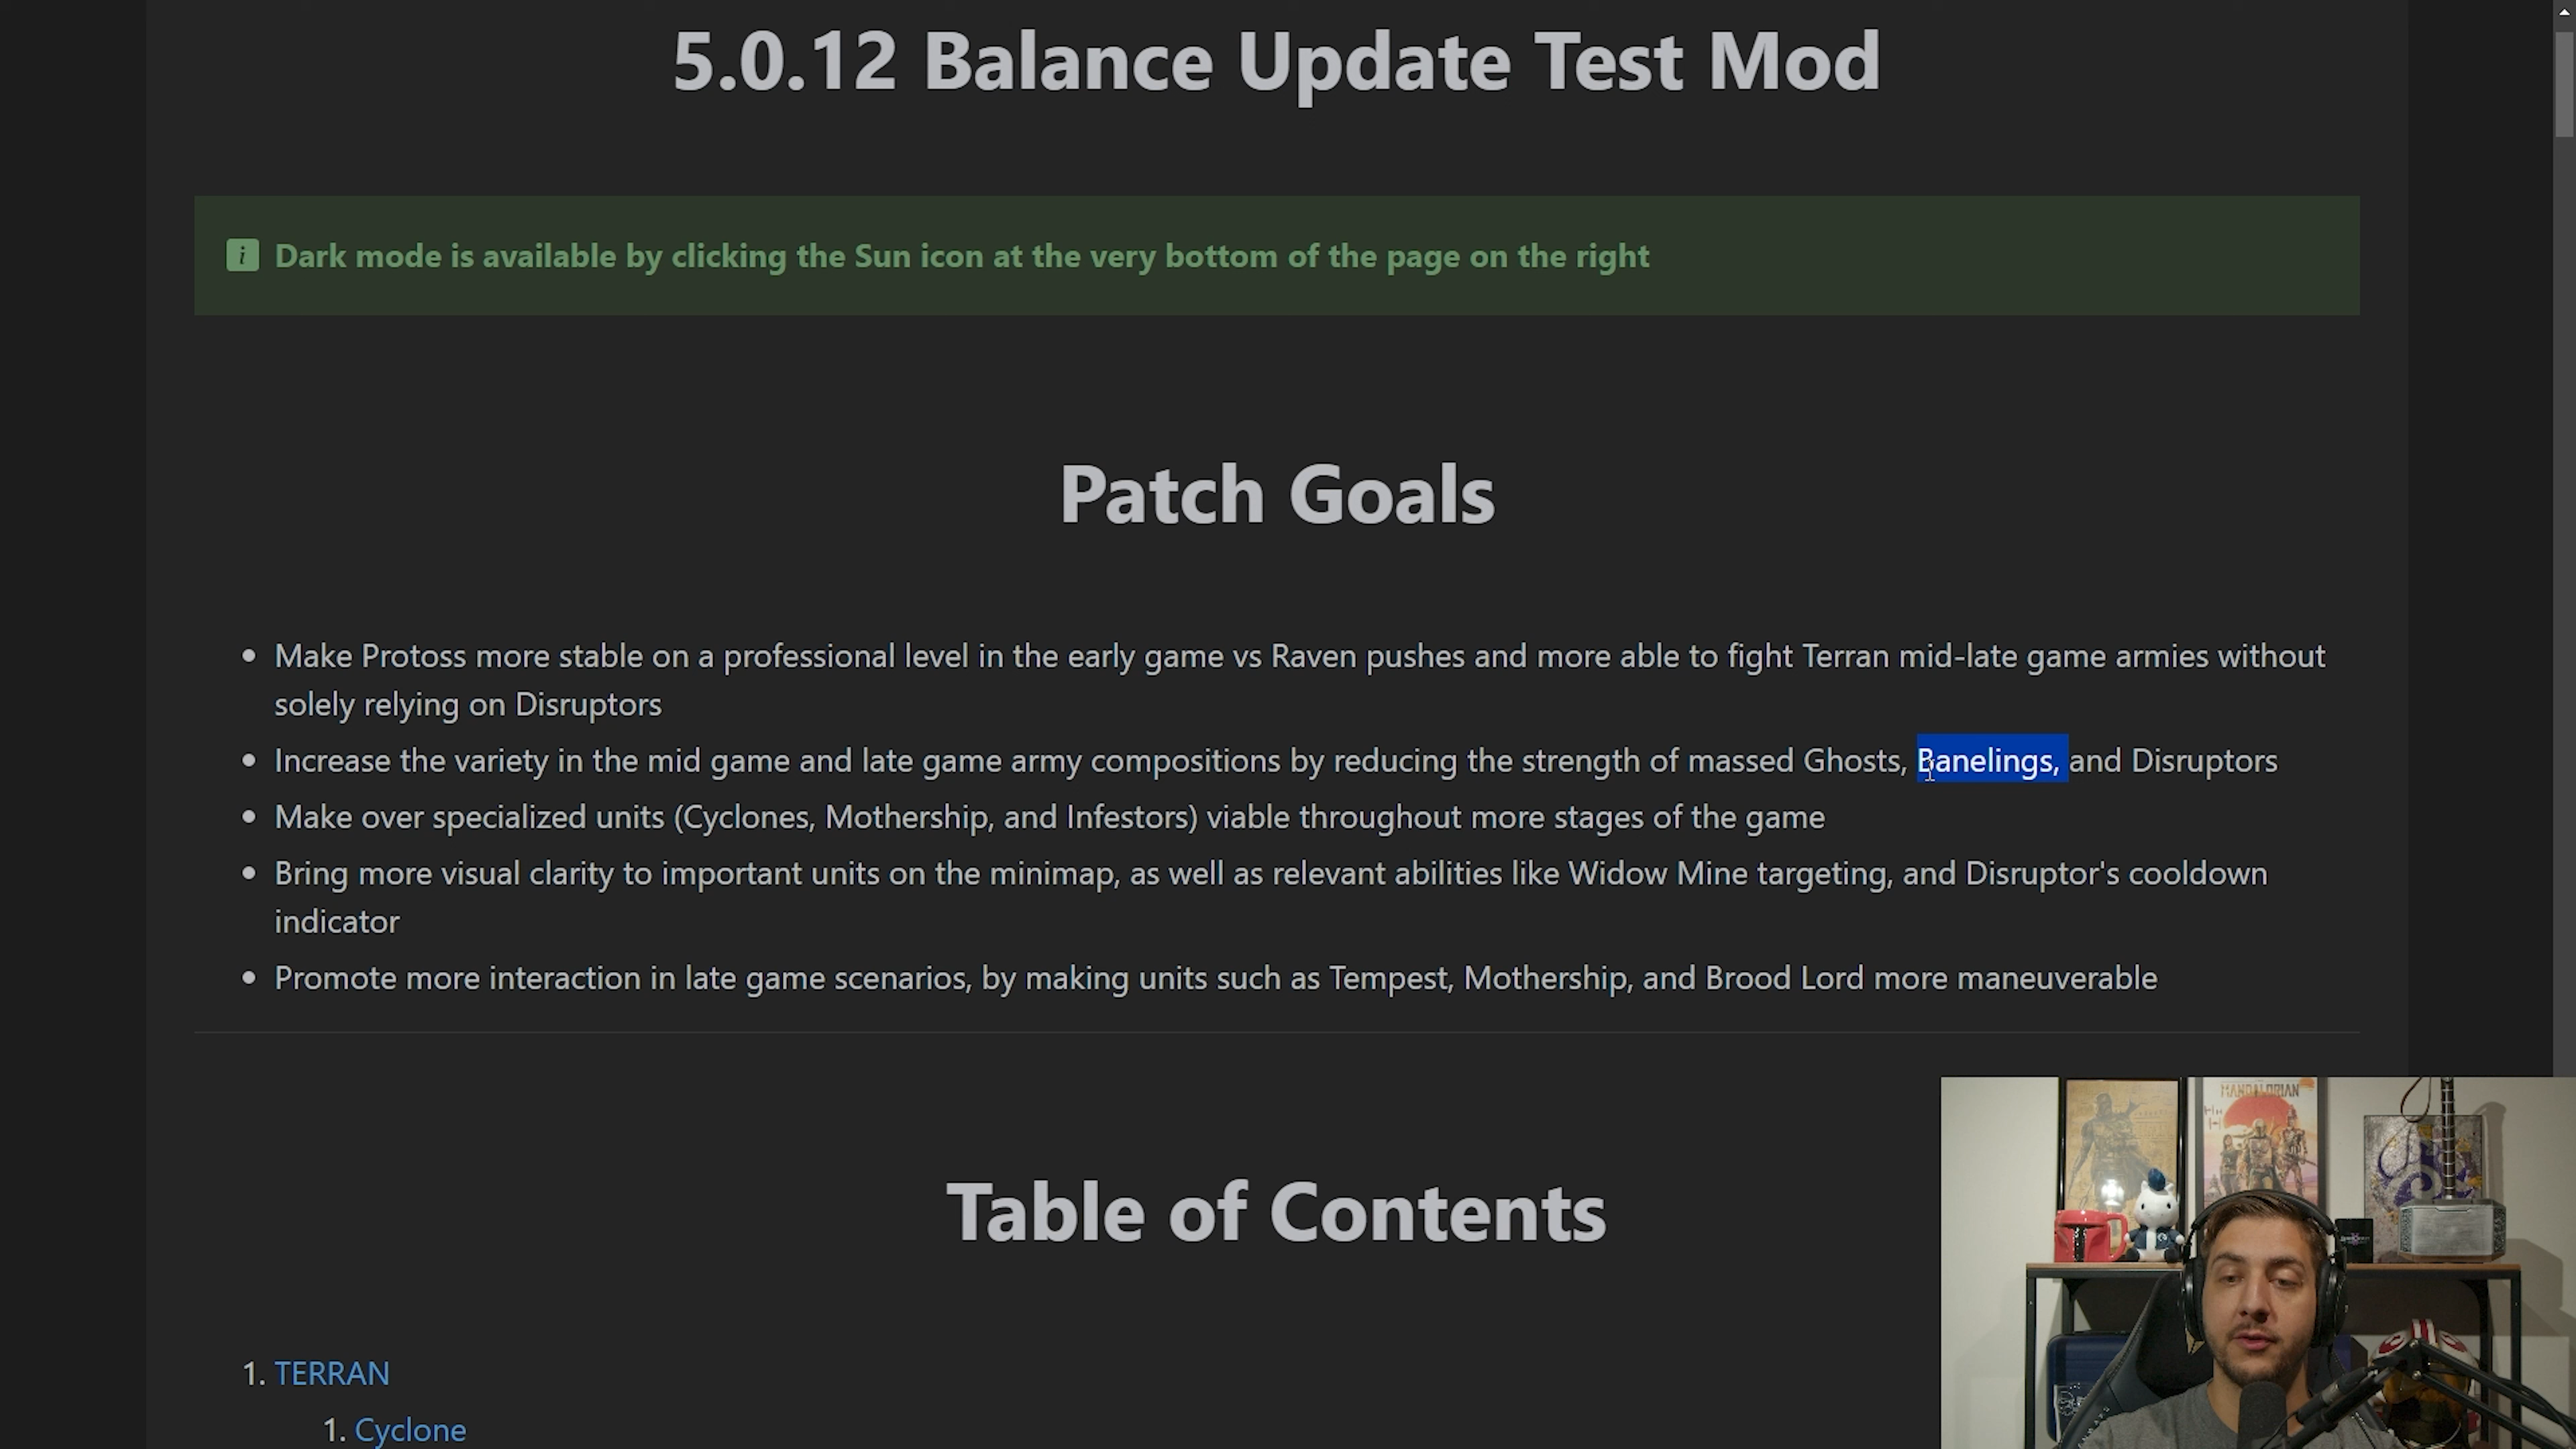 5.0.12 Balance Update Test Mod
i Dark mode is available by clicking the Sun icon at the very bottom of the page on the right
Patch Goals
• Make Protoss more stable on a professional level in the early game vs Raven pushes and more able to fight Terran mid-late game armies without
solely relying on Disruptors
• Increase the variety in the mid game and late game army compositions by reducing the strength of massed Ghosts, Banelings, and Disruptors
• Make over specialized units (Cyclones, Mothership, and Infestors) viable throughout more stages of the game
• Bring more visual clarity to important units on the minimap, as well as relevant abilities like Widow Mine targeting, and Disruptor's cooldown
indicator
• Promote more interaction in late game scenarios, by making units such as Tempest, Mothership, and Brood Lord more maneuverable
Table of Contents
1. TERRAN
1. Cyclone
MANDALORIAN